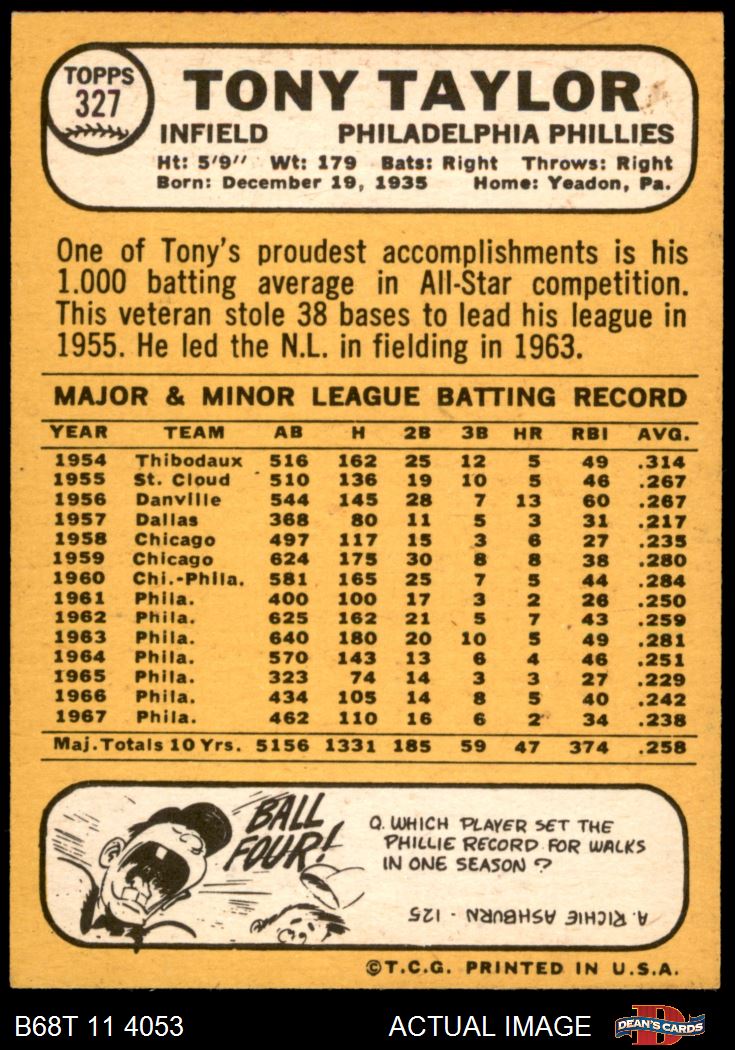 TOPPS
327
TONY TAYLOR
INFIELD PHILADELPHIA PHILLIES
Ht: 5'9" Wt: 179 Bats: Right Throws: Right
Born: December 19, 1935 Home: Yeadon, Pa.
One of Tony's proudest accomplishments is his
1.000 batting average in All-Star competition.
This veteran stole 38 bases to lead his league in
1955. He led the N.L. in fielding in 1963.
MAJOR & MINOR LEAGUE BATTING RECORD
YEAR TEAM AB H 2B 3B HR RBI AVG.
1954 Thibodaux 516 162 25 12 5 49 .314
1955 St. Cloud 510 136 19 10 5 46 .267
1956 Danville 544 145 28 7 13 60 .267
1957 Dallas 368 80 11 5 3 31 .217
1958 Chicago 497 117 15 3 6 27 .235
1959 Chicago 624 175 30 8 8 38 .280
1960 Chi.-Phila. 581 165 25 7 5 44 .284
1961 Phila. 400 100 17 3 2 26 .250
1962 Phila. 625 162 21 5 7 43 .259
1963 Phila. 640 180 20 10 5 49 .281
1964 Phila. 570 143 13 6 4 46 .251
1965 Phila. 323 74 14 3 3 27 .229
1966 Phila. 434 105 14 8 5 40 .242
1967 Phila. 462 110 16 6 2 34 .238
Maj. Totals 10 Yrs. 5156 1331 185 59 47 374 .258
BALL
FOUR!
Q. WHICH PLAYER SET THE
PHILLIE RECORD FOR WALKS
IN ONE SEASON?
A. RICHIE ASHBURN - 125
©T.C.G. PRINTED IN U.S.A.
B68T 11 4053 ACTUAL IMAGE
D
DEAN'S CARDS